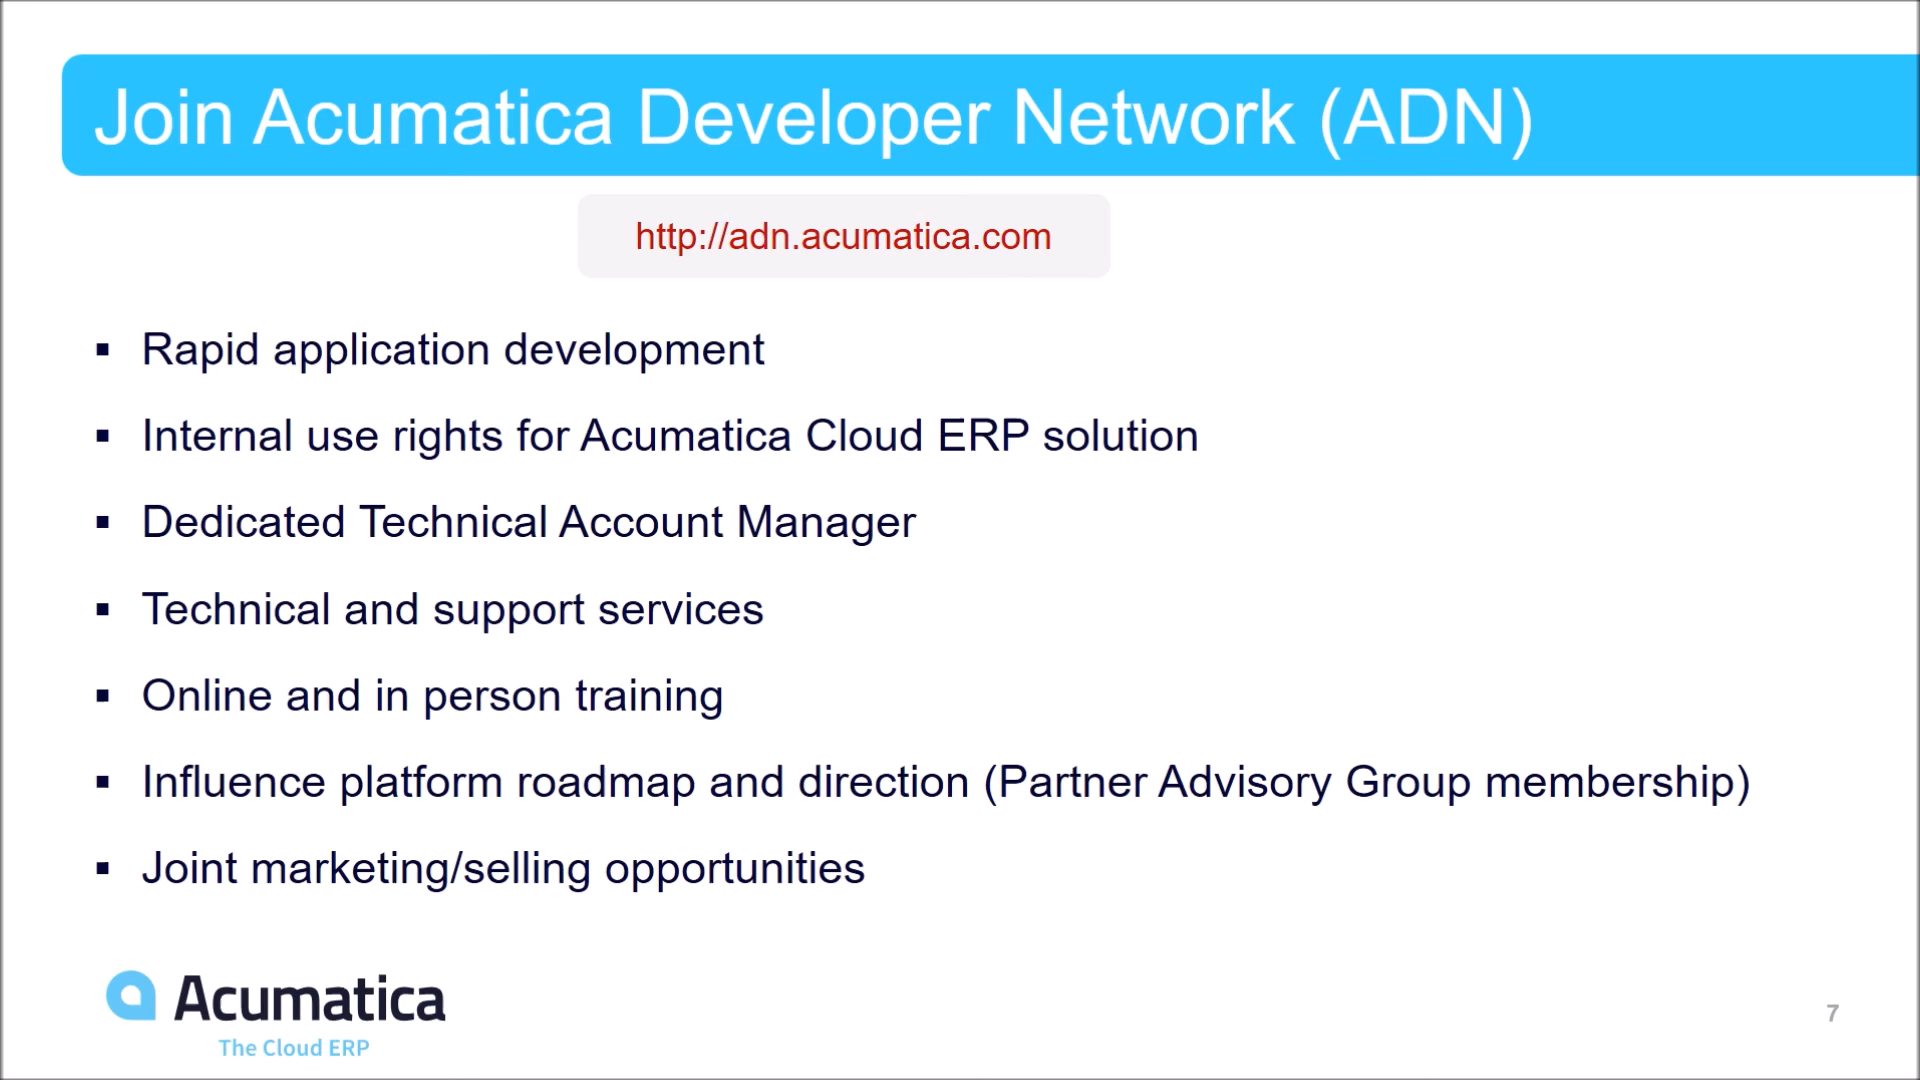 Join Acumatica Developer Network (ADN)
http://adn.acumatica.com
▪ Rapid application development
▪ Internal use rights for Acumatica Cloud ERP solution
▪ Dedicated Technical Account Manager
▪ Technical and support services
▪ Online and in person training
▪ Influence platform roadmap and direction (Partner Advisory Group membership)
▪ Joint marketing/selling opportunities
Acumatica
The Cloud ERP
7